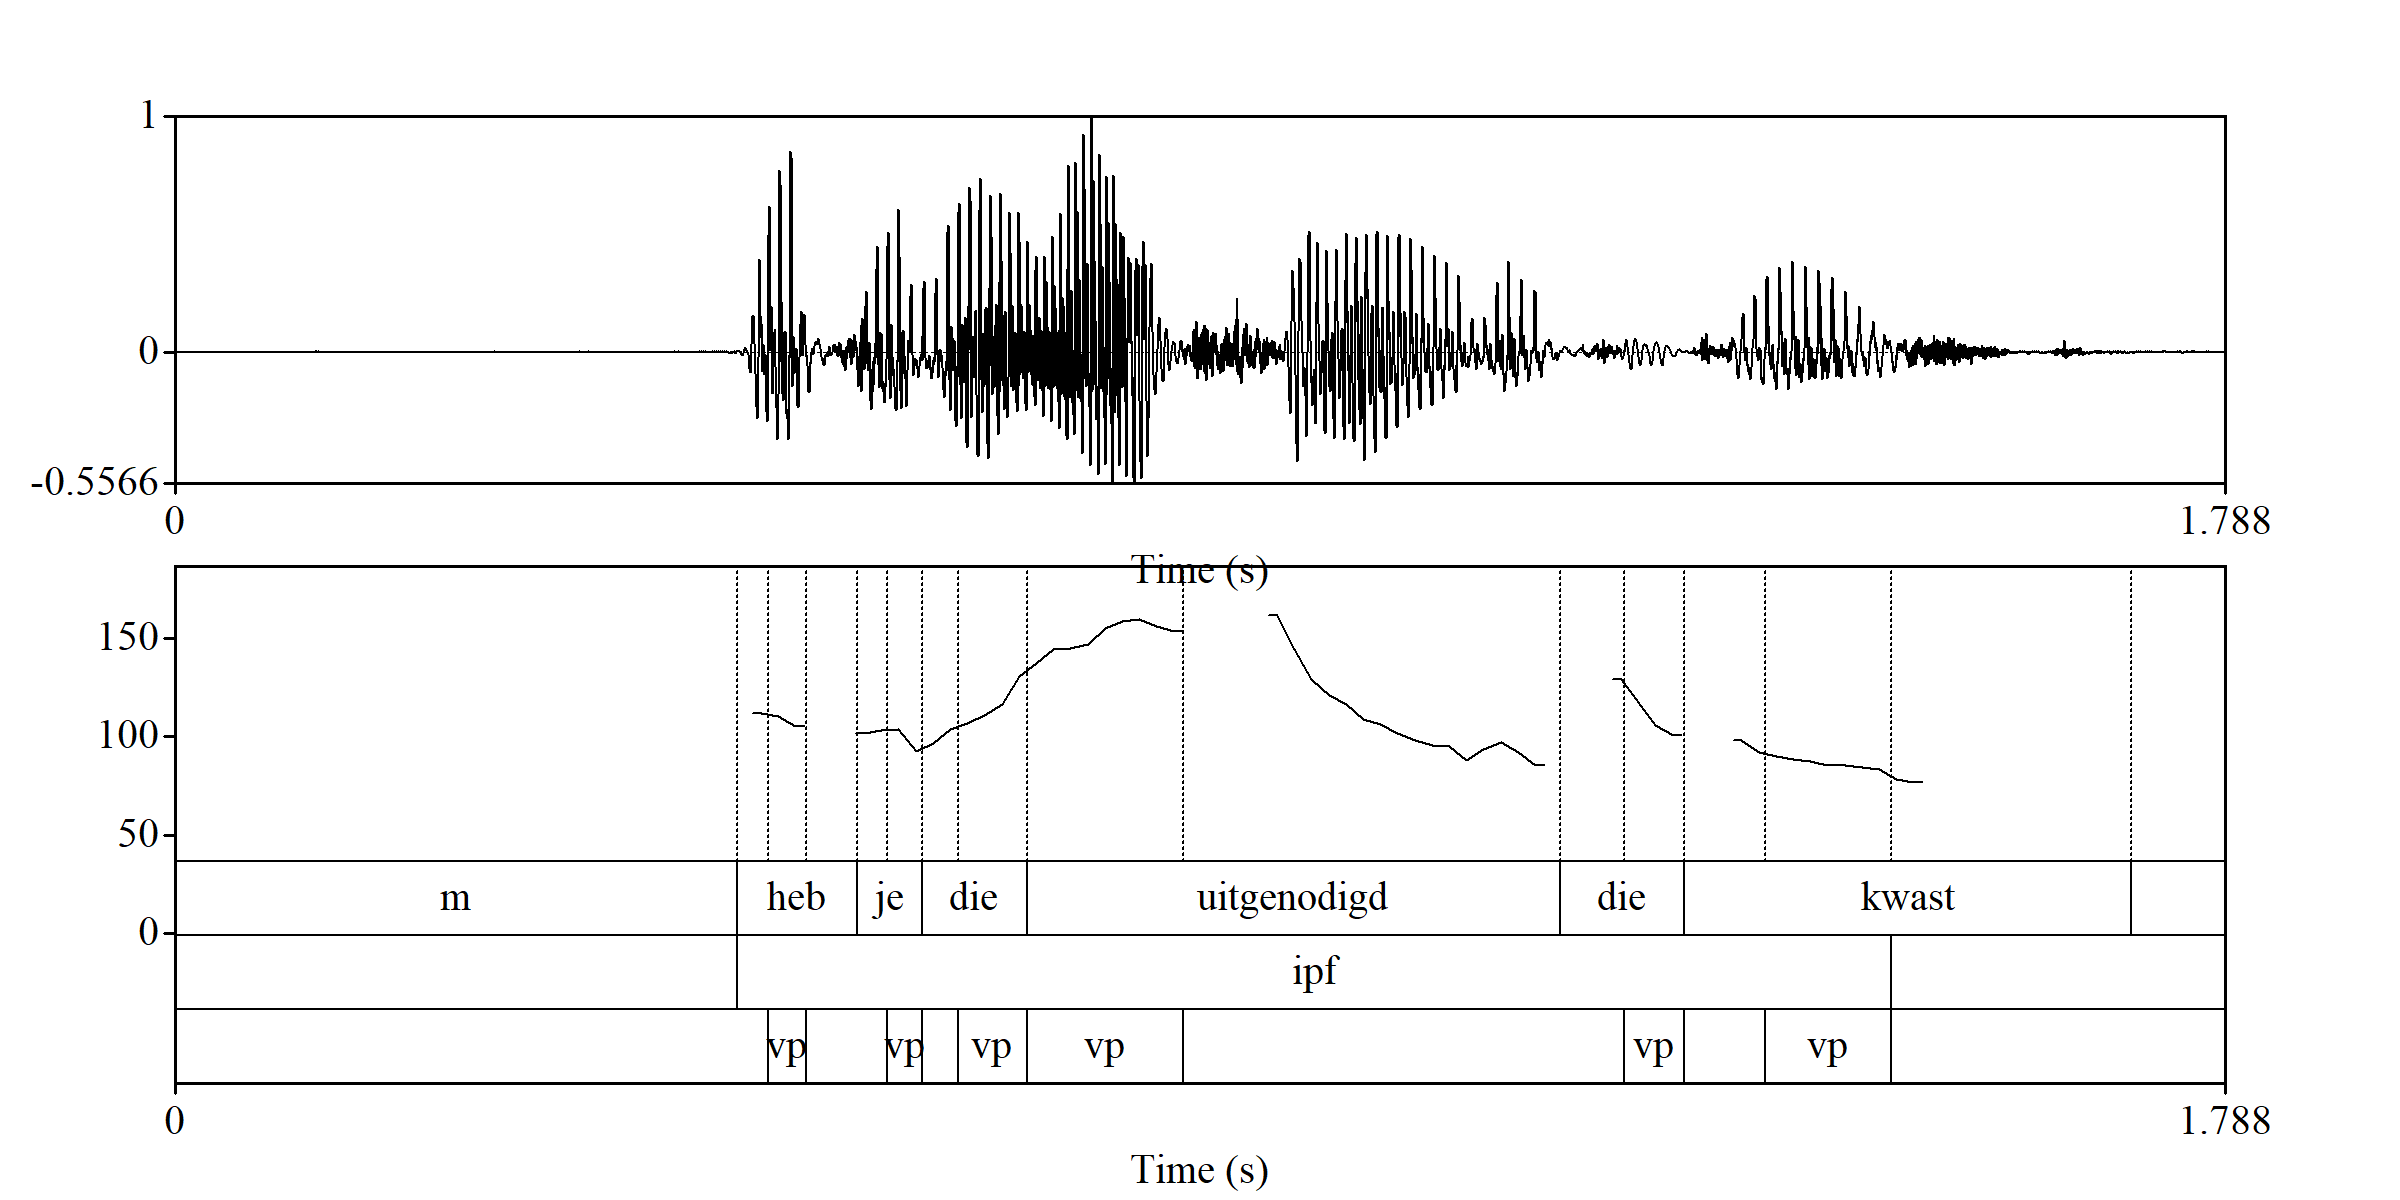 1
0
-0.5566
0 1.788
Time (s)
150
100
50
0
m heb je die uitgenodigd die kwast
ipf
vp vp vp vp vp vp
0 1.788
Time (s)